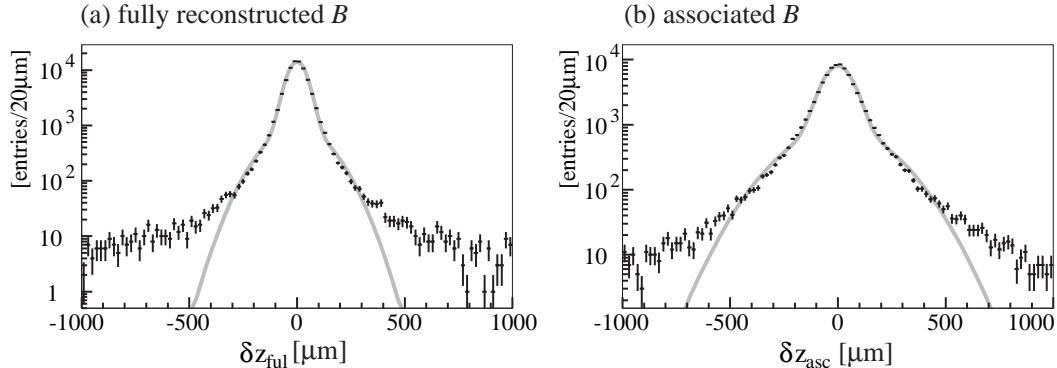 (a) fully reconstructed B
[entries/20μm]
10⁴
10³
10²
10
1
-1000 -500 0 500 1000
δz_ful [μm]
(b) associated B
[entries/20μm]
10⁴
10³
10²
10
-1000 -500 0 500 1000
δz_asc [μm]